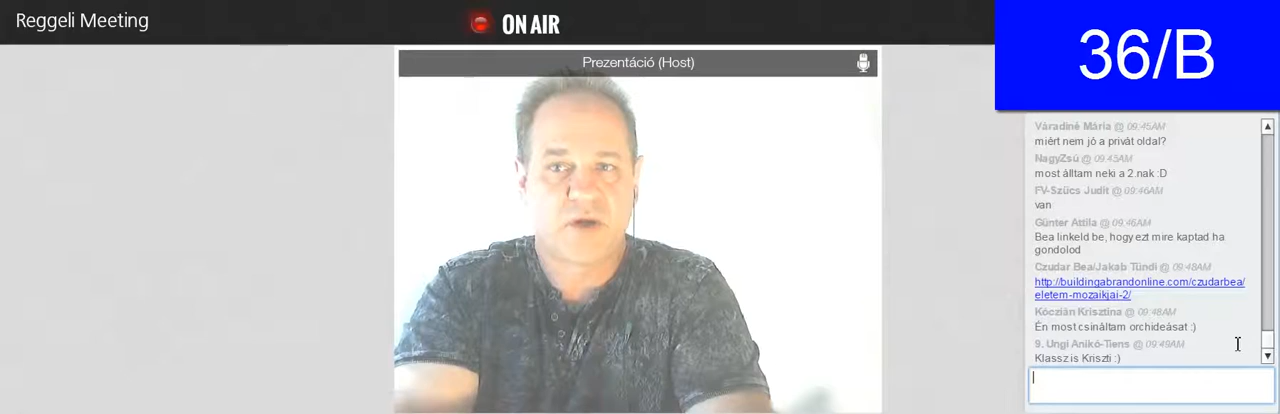 Reggeli Meeting
ON AIR
36/B
Prezentáció (Host)
Váradiné Mária @ 09:45AM
miért nem jó a privát oldal?
NagyZsü @ 09:45AM
most álltam neki a 2.nak :D
FV-Szűcs Judit @ 09:46AM
van
Günter Attila @ 09:46AM
Bea linkeld be, hogy ezt mire kaptad ha
gondolod
Czudar Bea/Jakab Tündi @ 09:48AM
http://buildingabrandonline.com/czudarbea/
eletem-mozaikjai-2/
Kóczián Krisztina @ 09:48AM
Én most csináltam orchideásat :)
9. Ungi Anikó-Tiens @ 09:49AM
Klassz is Kriszti :)